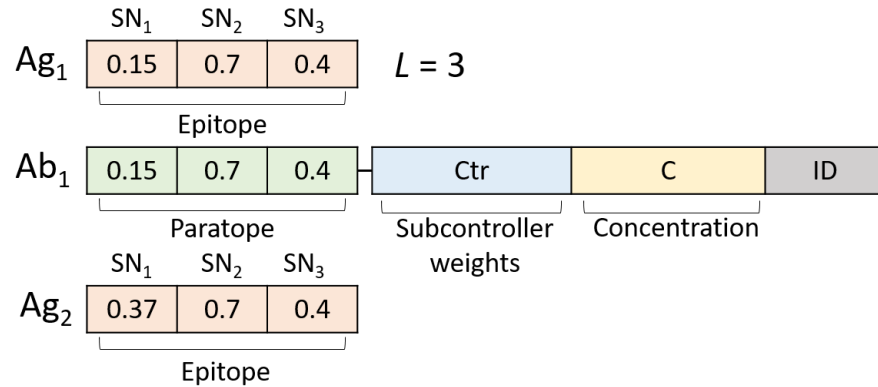 SN₁ SN₂ SN₃
Ag₁ 0.15 0.7 0.4 L = 3
Epitope
Ab₁ 0.15 0.7 0.4 Ctr C ID
Paratope Subcontroller weights Concentration
SN₁ SN₂ SN₃
Ag₂ 0.37 0.7 0.4
Epitope